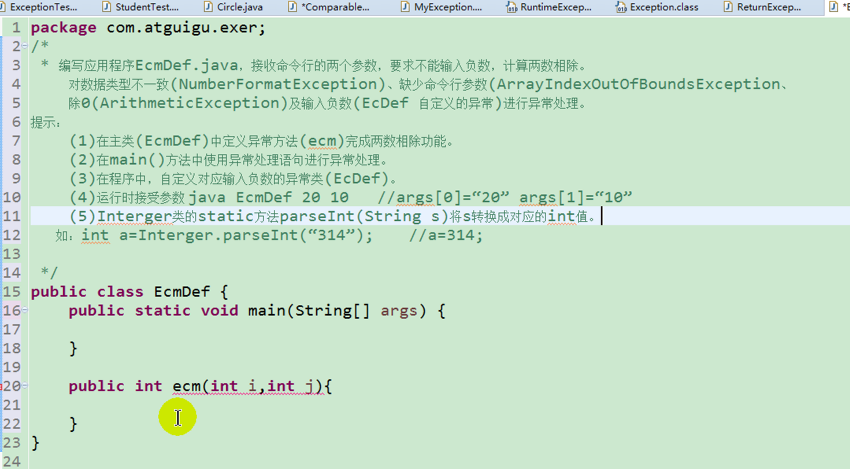 ExceptionTes... StudentTest.... Circle.java *Comparable... MyException.... RuntimeExcep... Exception.class ReturnExcep...
1 package com.atguigu.exer;
2 /*
3 * 编写应用程序EcmDef.java，接收命令行的两个参数，要求不能输入负数，计算两数相除。
4 对数据类型不一致(NumberFormatException)、缺少命令行参数(ArrayIndexOutOfBoundsException、
5 除0(ArithmeticException)及输入负数(EcDef 自定义的异常)进行异常处理。
6 提示：
7 (1)在主类(EcmDef)中定义异常方法(ecm)完成两数相除功能。
8 (2)在main()方法中使用异常处理语句进行异常处理。
9 (3)在程序中，自定义对应输入负数的异常类(EcDef)。
10 (4)运行时接受参数 java EcmDef 20 10 //args[0]=“20” args[1]=“10”
11 (5)Interger类的static方法parseInt(String s)将s转换成对应的int值。
12 如：int a=Interger.parseInt(“314”); //a=314;
13
14 */
15 public class EcmDef {
16 public static void main(String[] args) {
17
18 }
19
20 public int ecm(int i,int j){
21
22 }
23 }
24